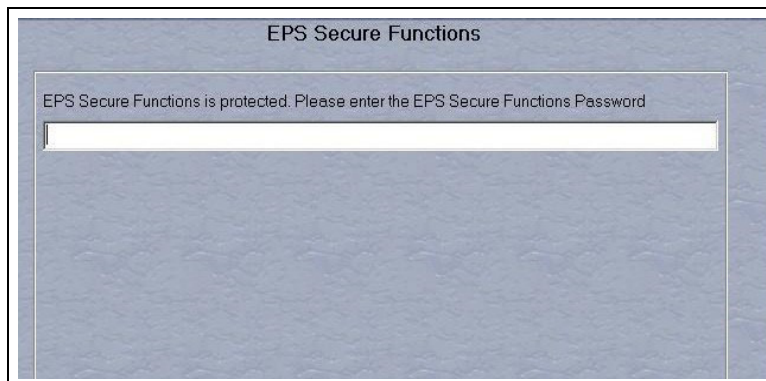 EPS Secure Functions
EPS Secure Functions is protected. Please enter the EPS Secure Functions Password